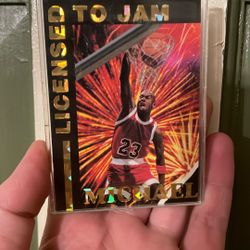 LICENSED
TO JAM
23
MICHAEL